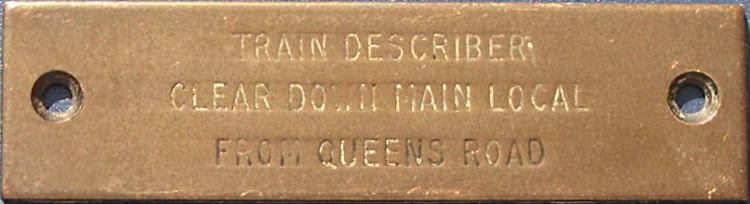 TRAIN DESCRIBER
CLEAR DOWN MAIN LOCAL
FROM QUEENS ROAD